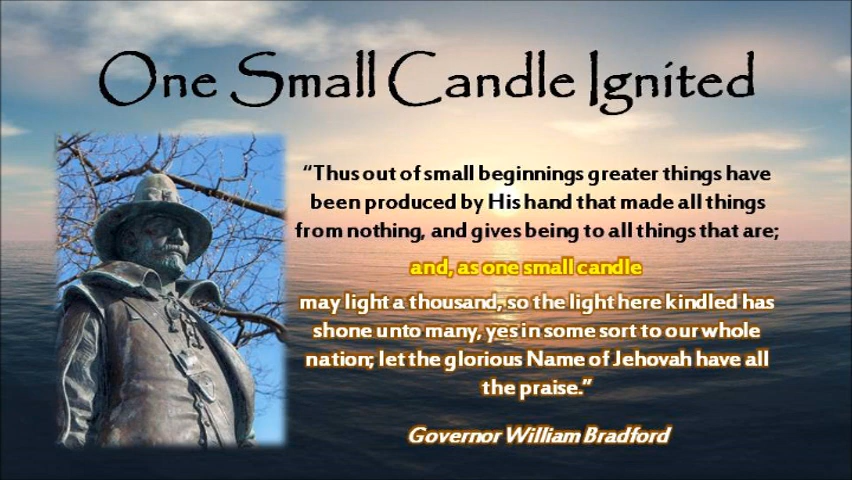 One Small Candle Ignited
“Thus out of small beginnings greater things have
been produced by His hand that made all things
from nothing, and gives being to all things that are;
and, as one small candle
may light a thousand, so the light here kindled has
shone unto many, yes in some sort to our whole
nation; let the glorious Name of Jehovah have all
the praise.”
Governor William Bradford